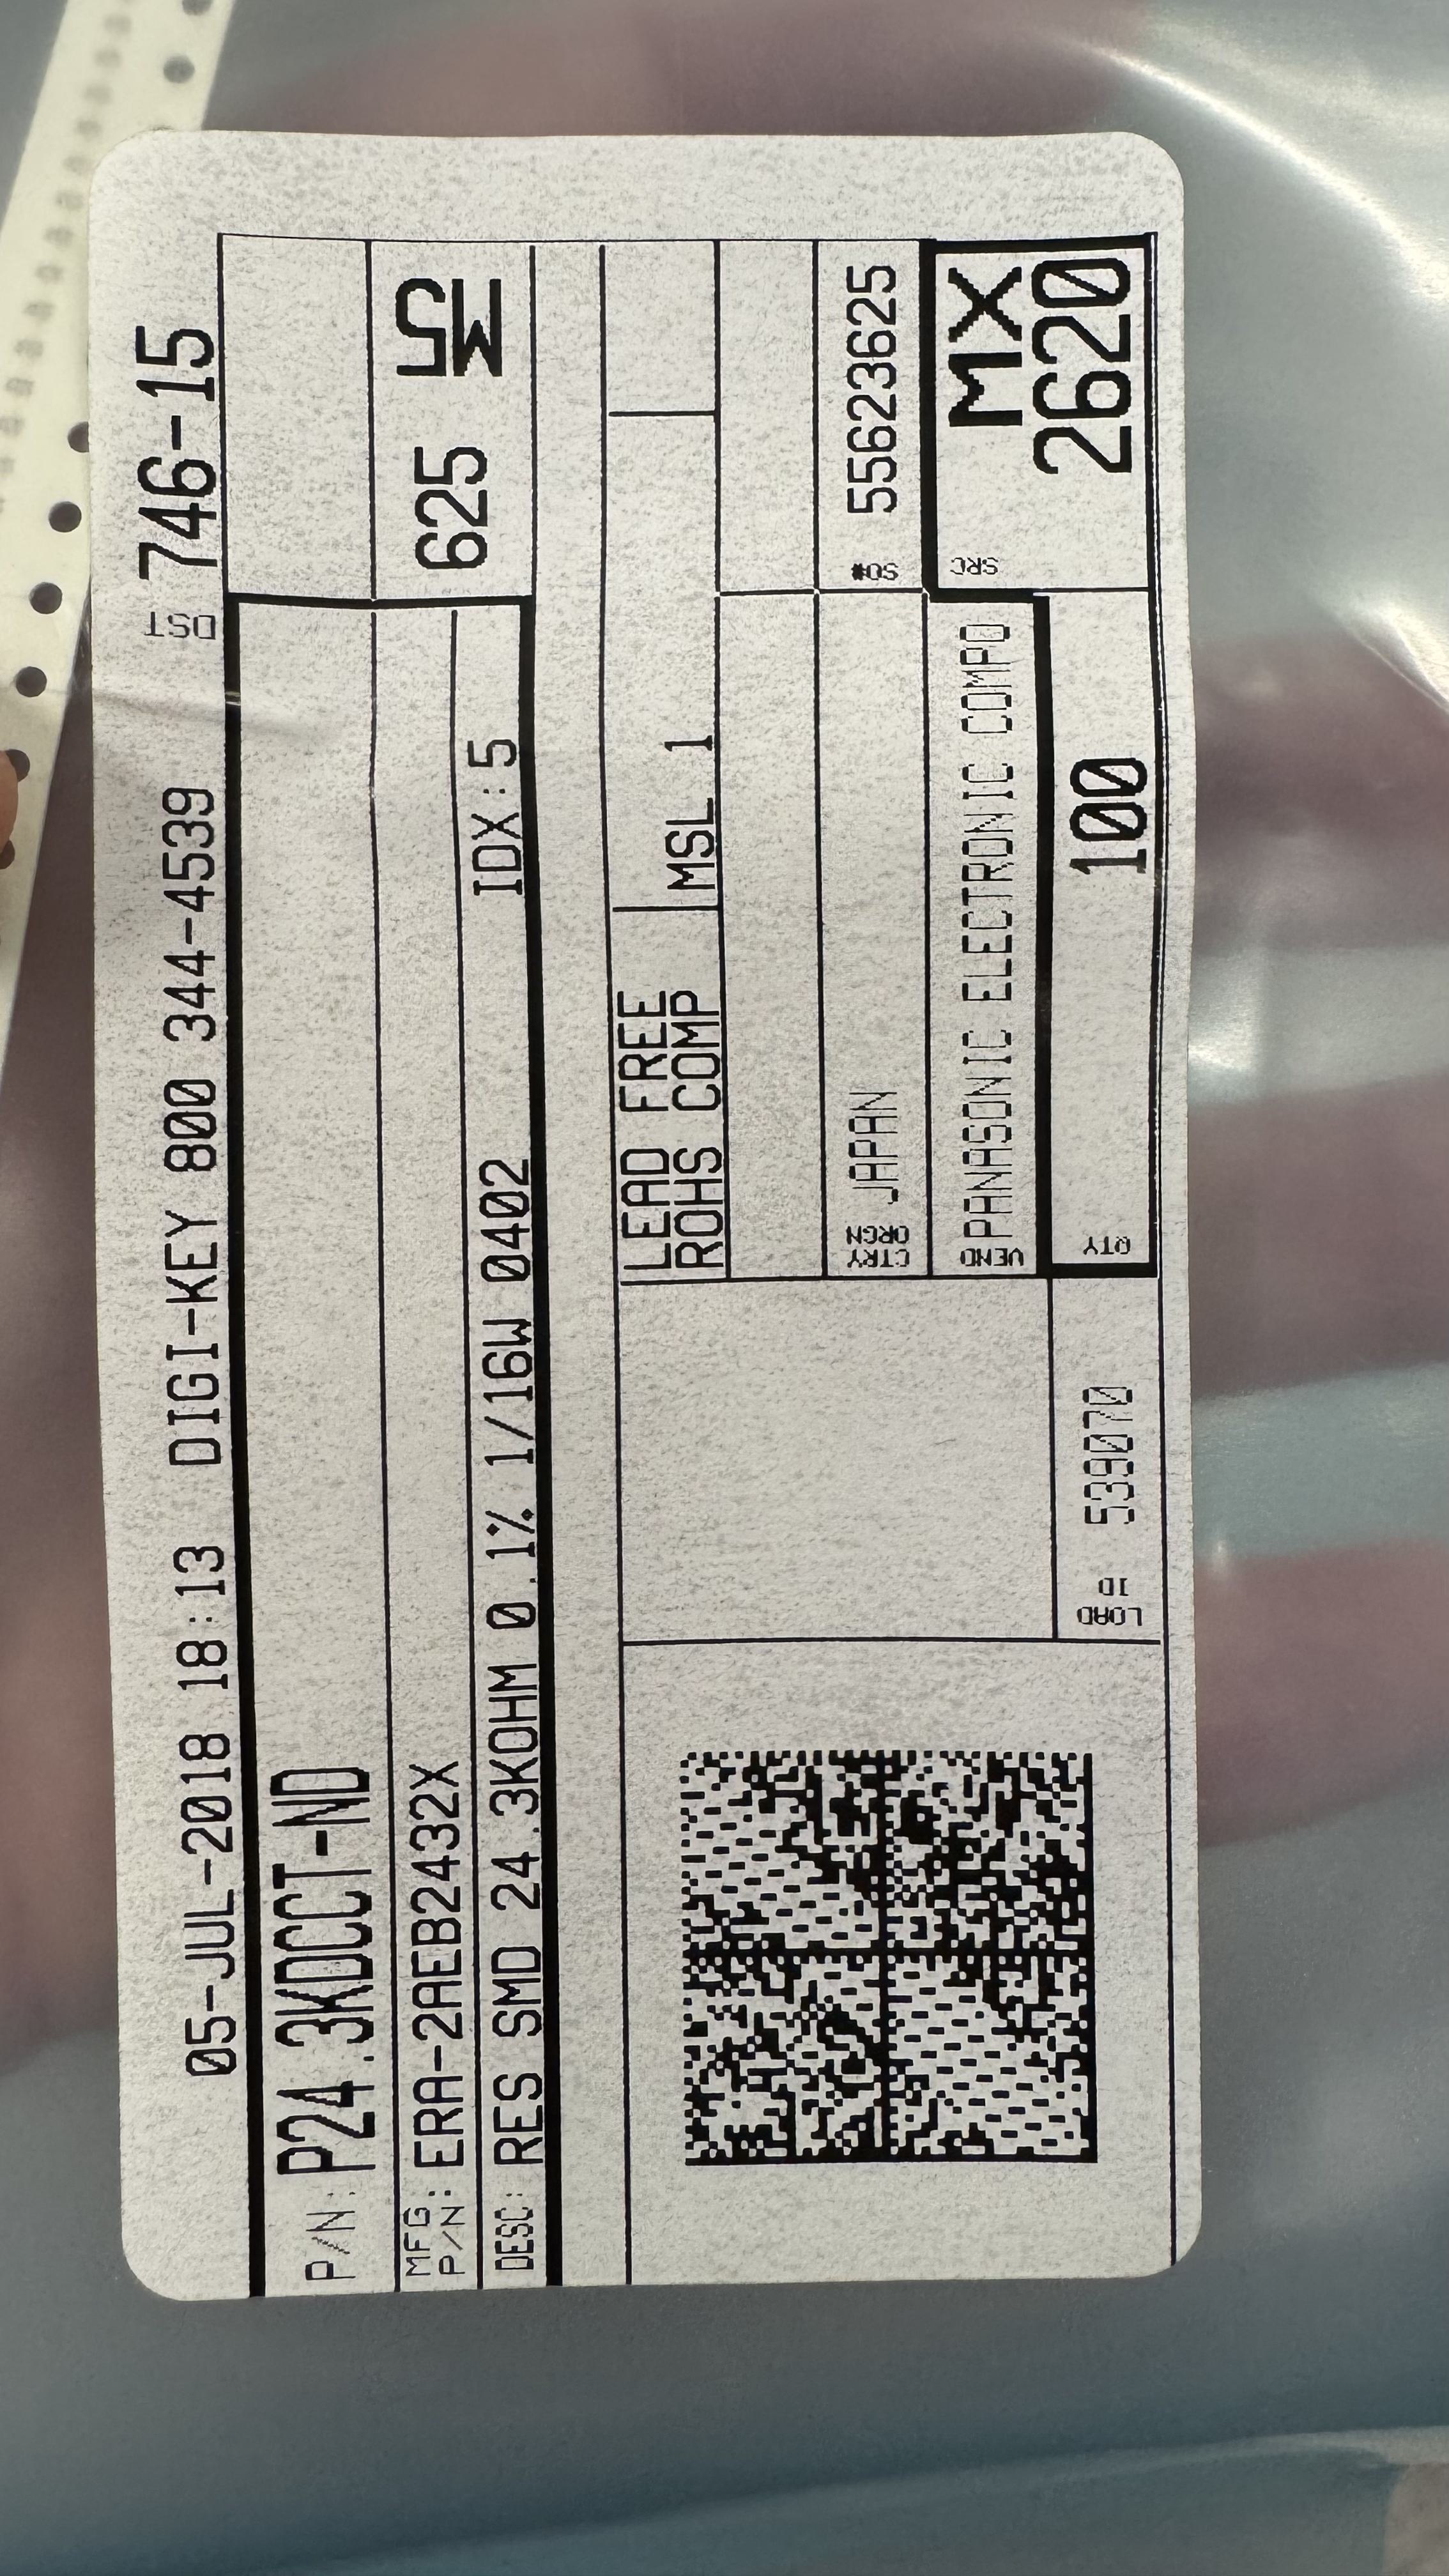 05-JUL-2018 18:13 DIGI-KEY 800 344-4539 DST 746-15
P/N: P24.3KDCCT-ND
MFG P/N: ERA-2AEB2432X 625 5W
DESC: RES SMD 24.3KOHM 0.1% 1/16W 0402 IDX:5
LEAD FREE
ROHS COMP MSL 1
CTRY ORGN JAPAN SO# 55623625
VEND PANASONIC ELECTRONIC COMPO SRC MX
LOAD ID 539070 QTY 100 2620